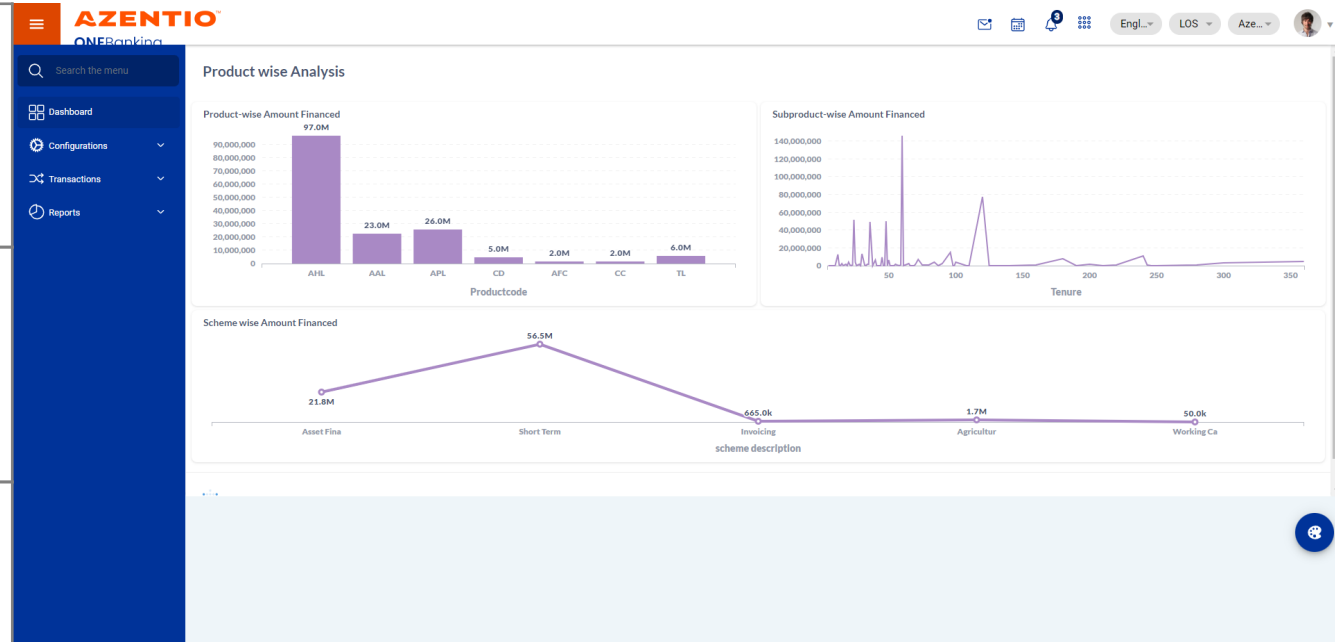 AZENTIO™
ONEBanking
3
Engl...
LOS
Aze...
Search the menu
Dashboard
Configurations
Transactions
Reports
Product wise Analysis
Product-wise Amount Financed
97.0M
90,000,000
80,000,000
70,000,000
60,000,000
50,000,000
40,000,000
30,000,000
20,000,000
10,000,000
0
23.0M
26.0M
5.0M
2.0M
2.0M
6.0M
AHL AAL APL CD AFC CC TL
Productcode
Subproduct-wise Amount Financed
140,000,000
120,000,000
100,000,000
80,000,000
60,000,000
40,000,000
20,000,000
0
50 100 150 200 250 300 350
Tenure
Scheme wise Amount Financed
56.5M
21.8M
665.0k
1.7M
50.0k
Asset Fina Short Term Invoicing Agricultur Working Ca
scheme description